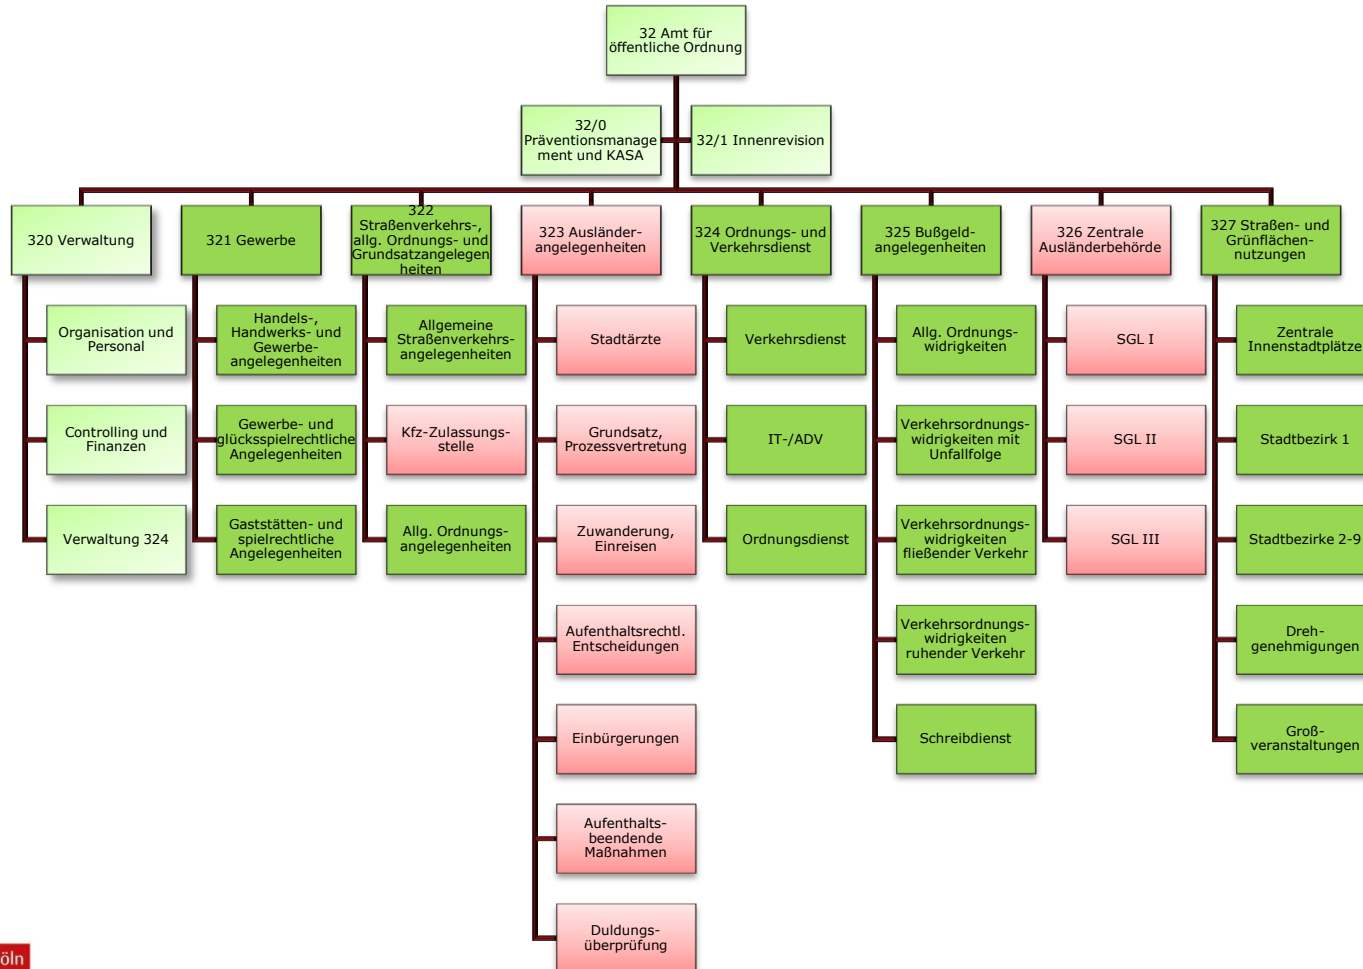 32 Amt für
öffentliche Ordnung
32/0
Präventionsmanage
ment und KASA
32/1 Innenrevision
320 Verwaltung
Organisation und
Personal
Controlling und
Finanzen
Verwaltung 324
321 Gewerbe
Handels-,
Handwerks- und
Gewerbe-
angelegenheiten
Gewerbe- und
glücksspielrechtliche
Angelegenheiten
Gaststätten- und
spielrechtliche
Angelegenheiten
322
Straßenverkehrs-,
allg. Ordnungs- und
Grundsatzangelegen
heiten
Allgemeine
Straßenverkehrs-
angelegenheiten
Kfz-Zulassungs-
stelle
Allg. Ordnungs-
angelegenheiten
323 Ausländer-
angelegenheiten
Stadtärzte
Grundsatz,
Prozessvertretung
Zuwanderung,
Einreisen
Aufenthaltsrechtl.
Entscheidungen
Einbürgerungen
Aufenthalts-
beendende
Maßnahmen
Duldungs-
überprüfung
324 Ordnungs- und
Verkehrsdienst
Verkehrsdienst
IT-/ADV
Ordnungsdienst
325 Bußgeld-
angelegenheiten
Allg. Ordnungs-
widrigkeiten
Verkehrsordnungs-
widrigkeiten mit
Unfallfolge
Verkehrsordnungs-
widrigkeiten
fließender Verkehr
Verkehrsordnungs-
widrigkeiten
ruhender Verkehr
Schreibdienst
326 Zentrale
Ausländerbehörde
SGL I
SGL II
SGL III
327 Straßen- und
Grünflächen-
nutzungen
Zentrale
Innenstadtplätze
Stadtbezirk 1
Stadtbezirke 2-9
Dreh-
genehmigungen
Groß-
veranstaltungen
öln